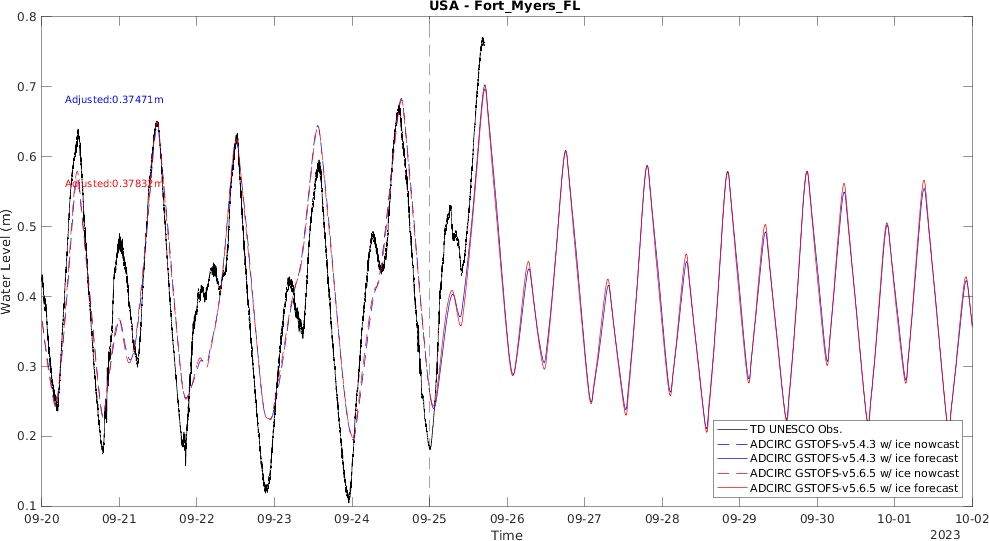 USA - Fort_Myers_FL
0.8
0.7
0.6
0.5
0.4
0.3
0.2
0.1
Water Level (m)
Adjusted:0.37471m
Adjusted:0.37832m
TD UNESCO Obs.
ADCIRC GSTOFS-v5.4.3 w/ ice nowcast
ADCIRC GSTOFS-v5.4.3 w/ ice forecast
ADCIRC GSTOFS-v5.6.5 w/ ice nowcast
ADCIRC GSTOFS-v5.6.5 w/ ice forecast
09-20 09-21 09-22 09-23 09-24 09-25 09-26 09-27 09-28 09-29 09-30 10-01 10-02
Time
2023